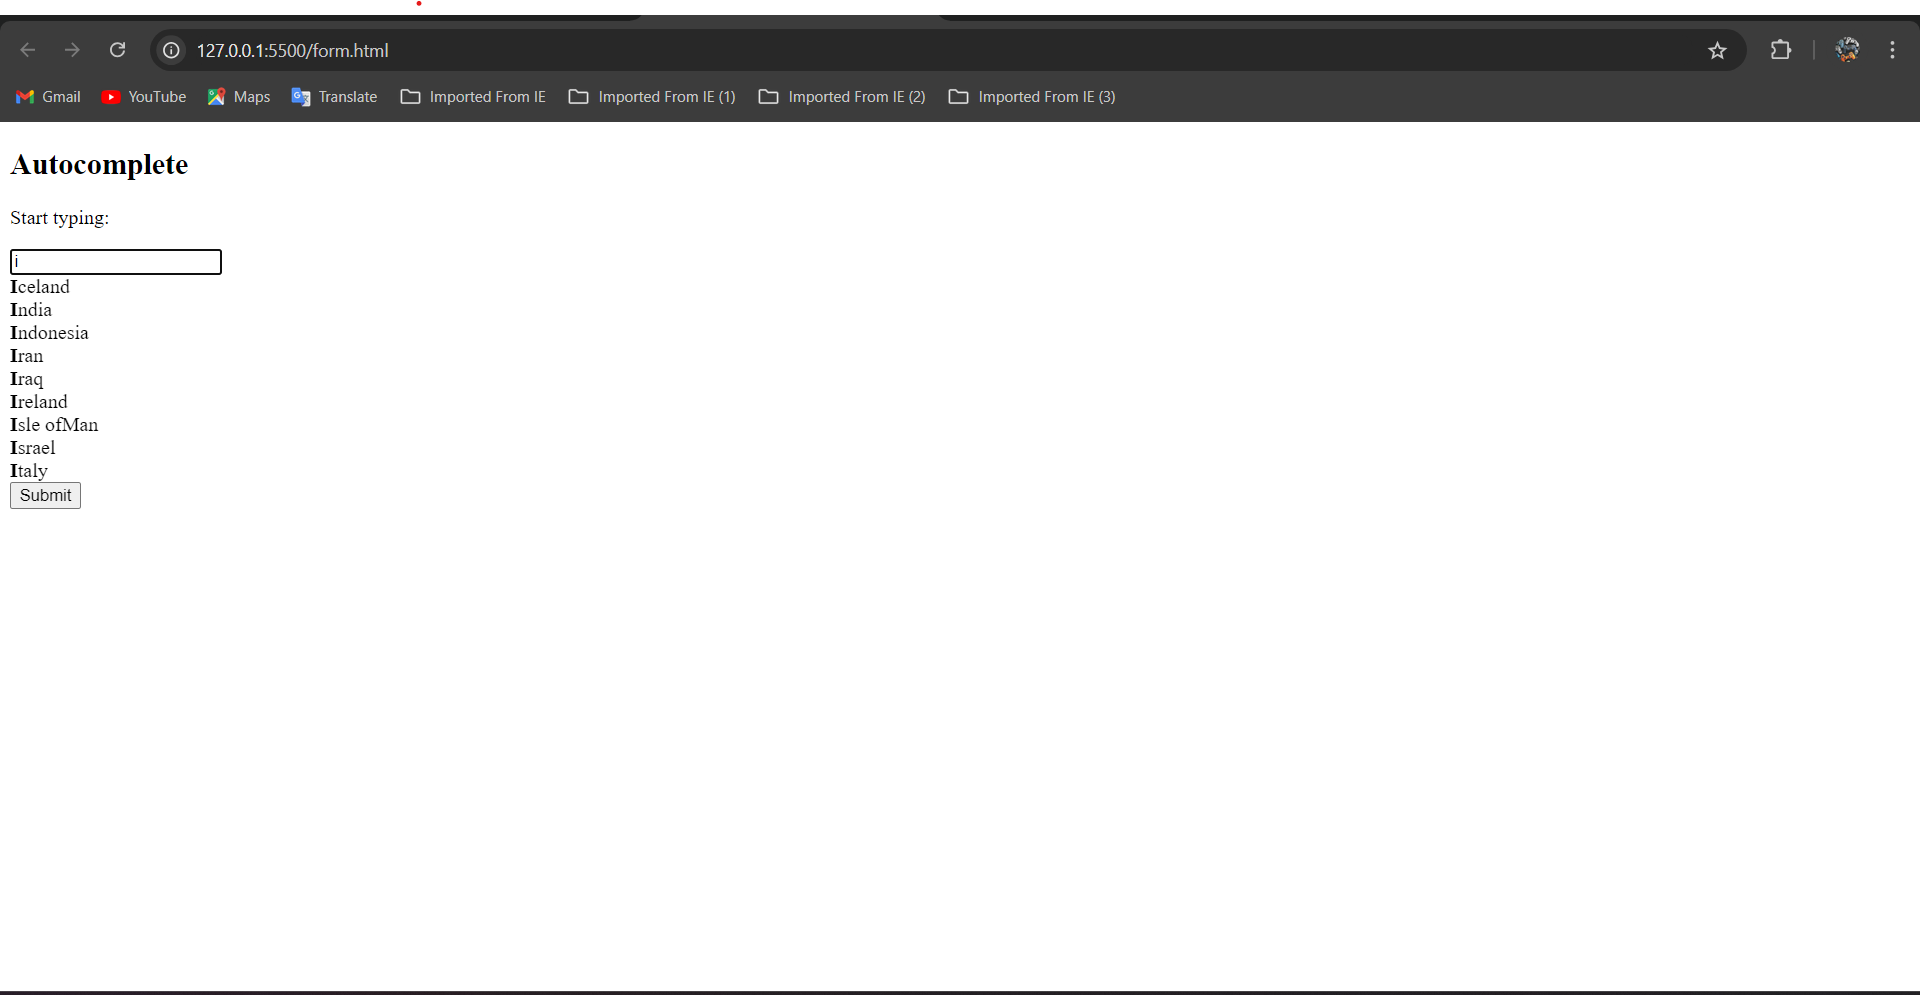 127.0.0.1:5500/form.html
Gmail YouTube Maps Translate Imported From IE Imported From IE (1) Imported From IE (2) Imported From IE (3)
Autocomplete
Start typing:
i
Iceland
India
Indonesia
Iran
Iraq
Ireland
Isle ofMan
Israel
Italy
Submit